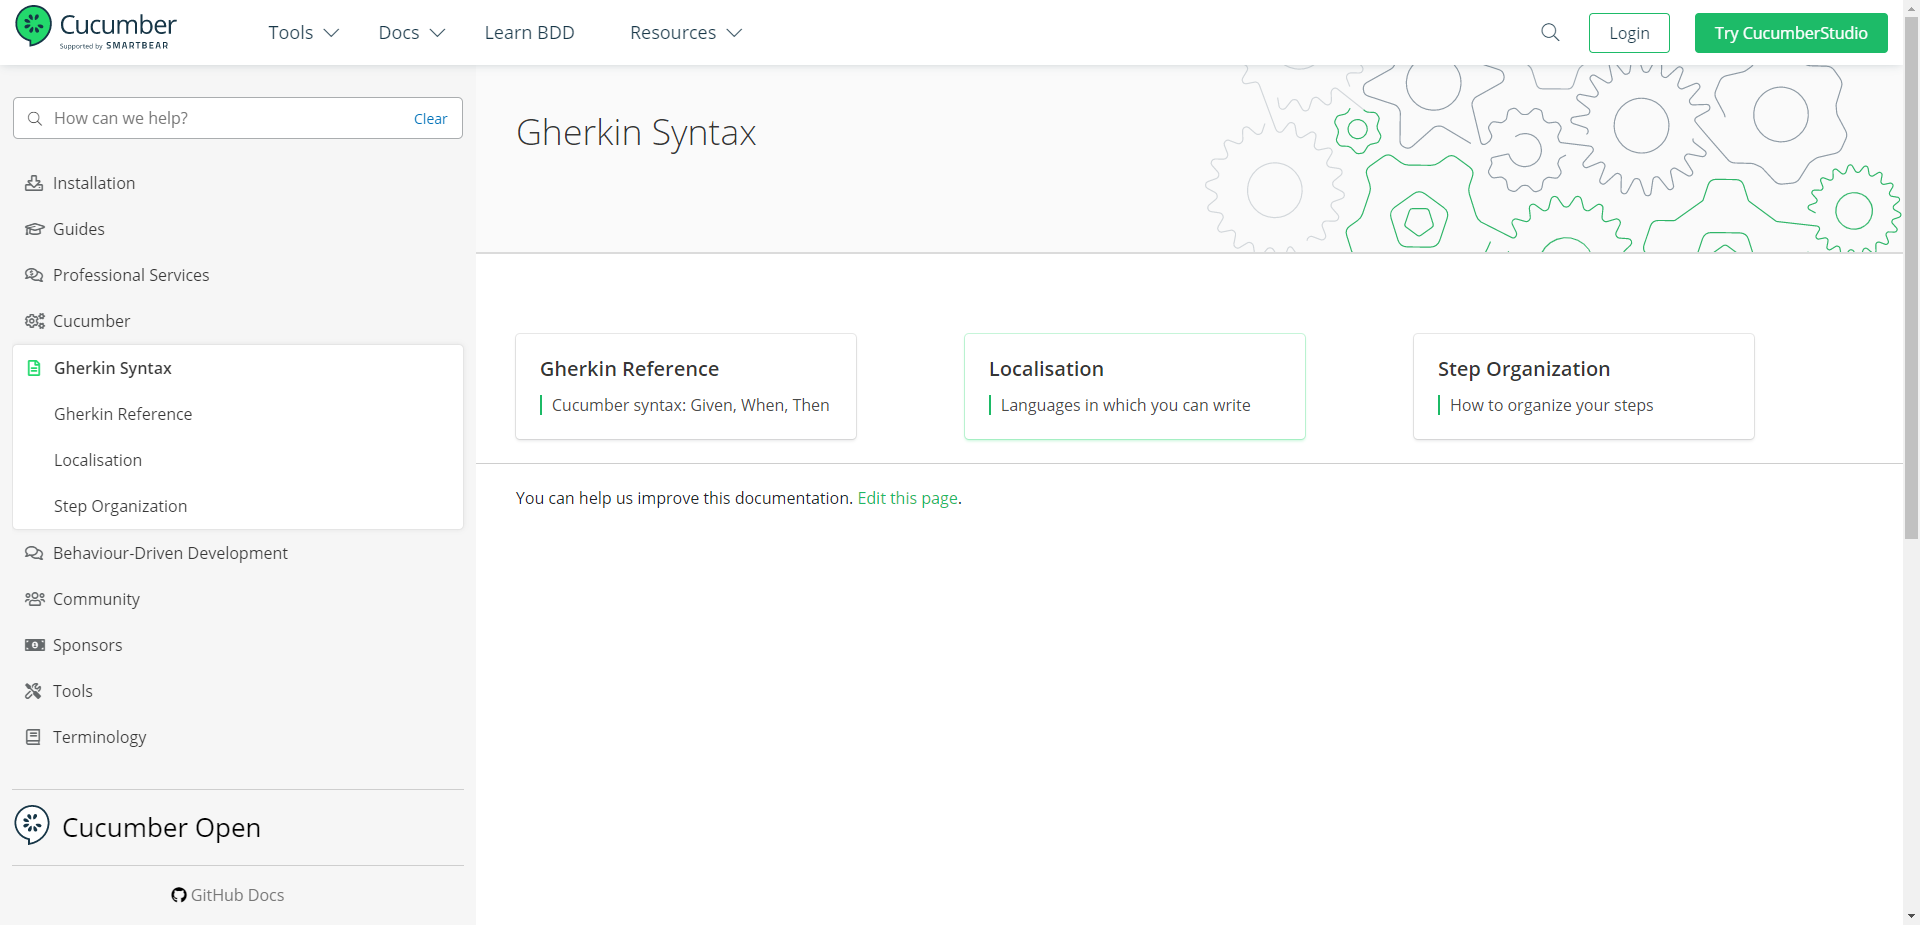 Cucumber
Supported by SMARTBEAR
Tools
Docs
Learn BDD
Resources
Login
Try CucumberStudio
How can we help?
Clear
Installation
Guides
Professional Services
Cucumber
Gherkin Syntax
Gherkin Reference
Localisation
Step Organization
Behaviour-Driven Development
Community
Sponsors
Tools
Terminology
Cucumber Open
GitHub Docs
Gherkin Syntax
Gherkin Reference
Cucumber syntax: Given, When, Then
Localisation
Languages in which you can write
Step Organization
How to organize your steps
You can help us improve this documentation. Edit this page.